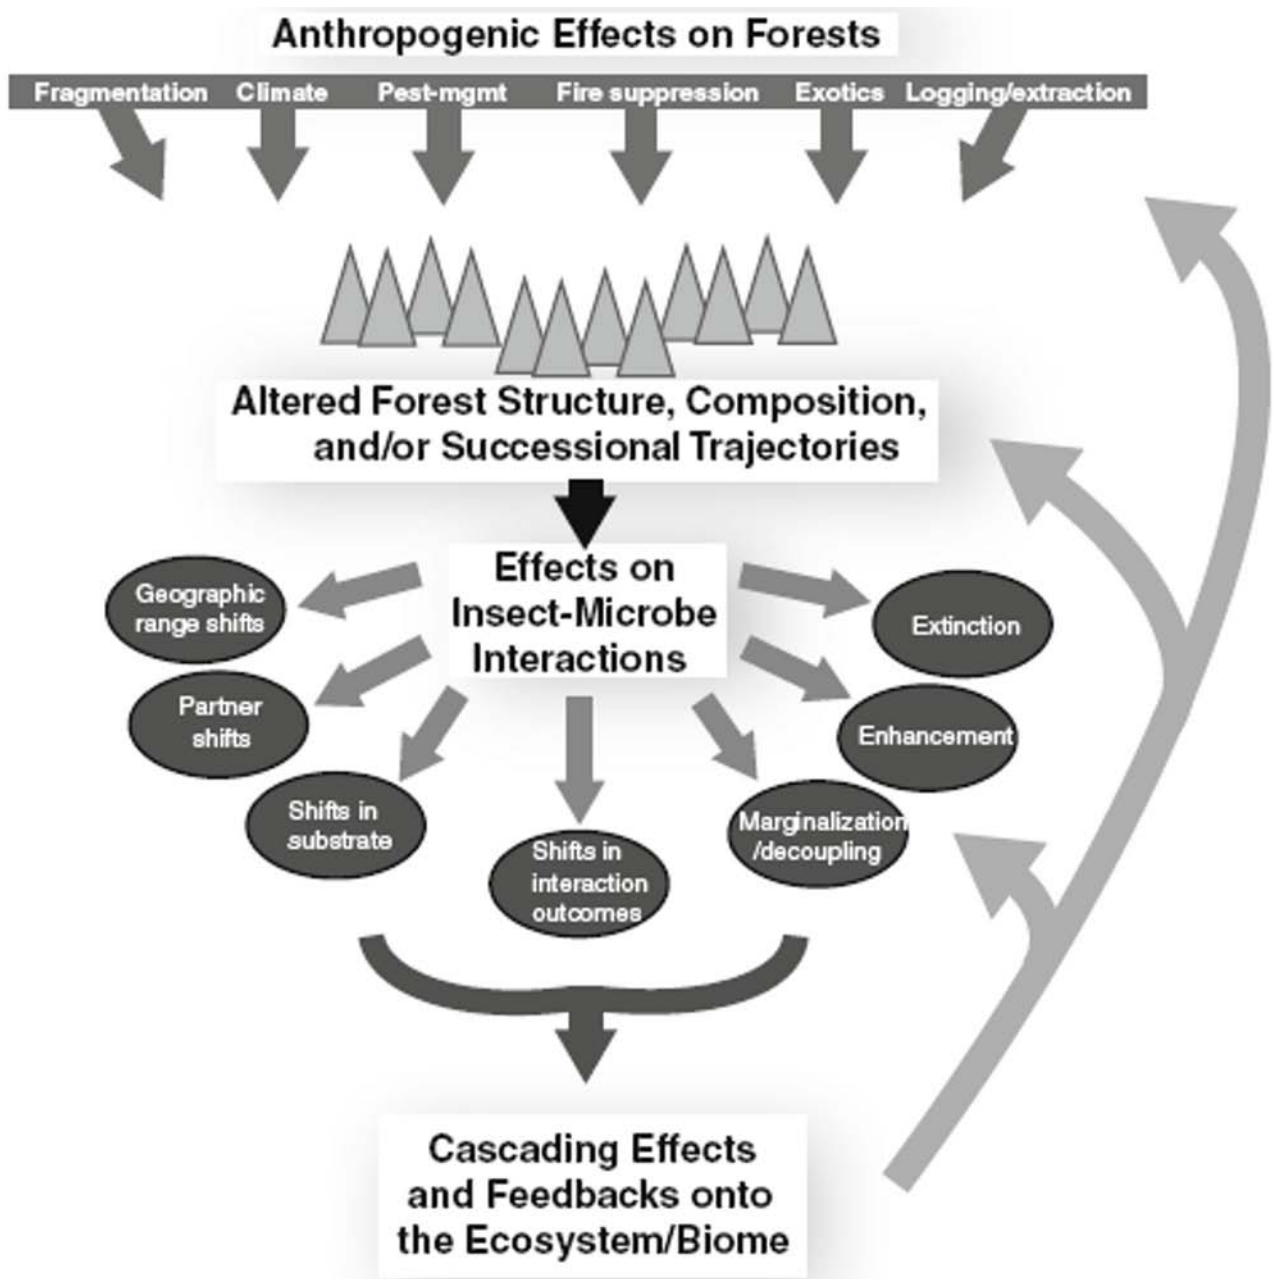 Anthropogenic Effects on Forests
Fragmentation Climate Pest-mgmt Fire suppression Exotics Logging/extraction
Altered Forest Structure, Composition,
and/or Successional Trajectories
Effects on
Insect-Microbe
Interactions
Geographic
range shifts
Partner
shifts
Shifts in
substrate
Shifts in
interaction
outcomes
Marginalization
/decoupling
Enhancement
Extinction
Cascading Effects
and Feedbacks onto
the Ecosystem/Biome